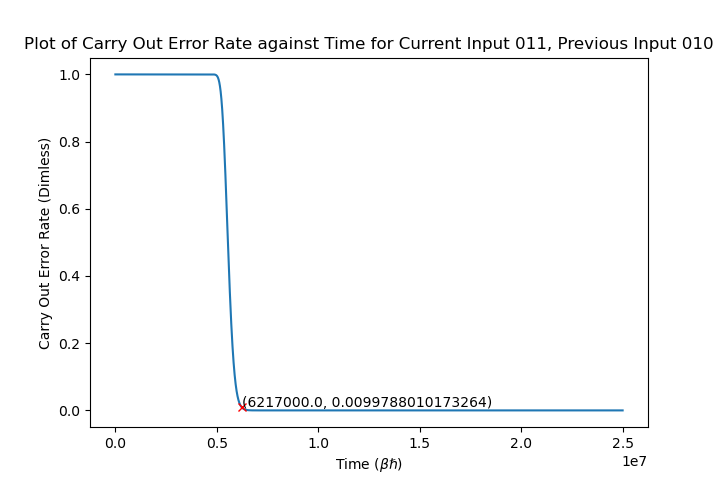 Plot of Carry Out Error Rate against Time for Current Input 011, Previous Input 010
1.0
0.8
0.6
0.4
0.2
0.0
Carry Out Error Rate (Dimless)
(6217000.0, 0.0099788010173264)
0.0 0.5 1.0 1.5 2.0 2.5
1e7
Time (βℏ)